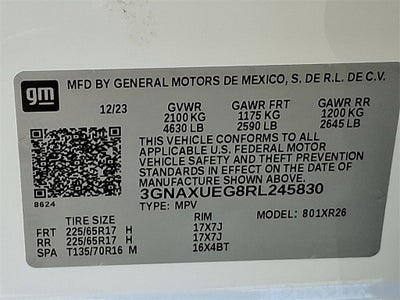 gm MFD BY GENERAL MOTORS DE MEXICO, S. DE R.L. DE C.V.
12/23 GVWR GAWR FRT GAWR RR
2100 KG 1175 KG 1200 KG
4630 LB 2590 LB 2645 LB
THIS VEHICLE CONFORMS TO ALL
APPLICABLE U.S. FEDERAL MOTOR
VEHICLE SAFETY AND THEFT
PREVENTION STANDARDS IN EFFECT
ON THE DATE OF MANUFACTURE
SHOWN ABOVE.
3GNAXUEG8RL245830
8624 TYPE: MPV MODEL: 801XR26
TIRE SIZE RIM
FRT 225/65R17 H 17X7J
RR 225/65R17 H 17X7J
SPA T135/70R16 M 16X4BT